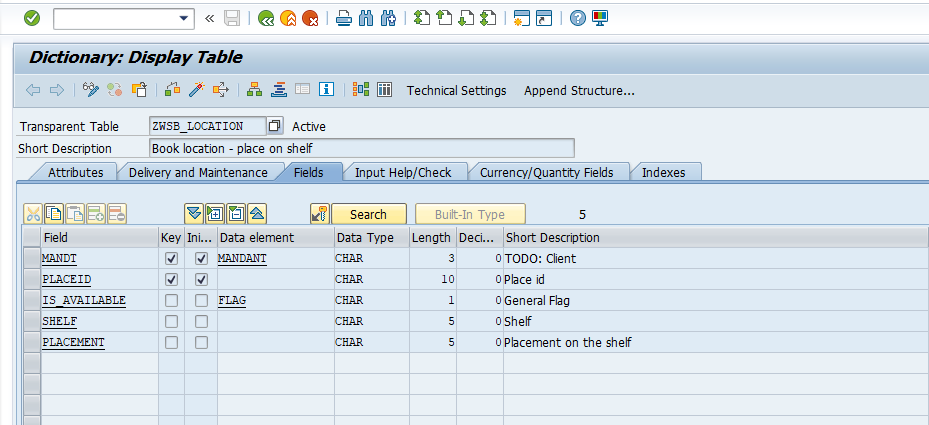 Dictionary: Display Table
Technical Settings Append Structure...
Transparent Table ZWSB_LOCATION Active
Short Description Book location - place on shelf
Attributes Delivery and Maintenance Fields Input Help/Check Currency/Quantity Fields Indexes
Search Built-In Type 5
Field Key Ini... Data element Data Type Length Deci... Short Description
MANDT MANDANT CHAR 3 0 TODO: Client
PLACEID CHAR 10 0 Place id
IS_AVAILABLE FLAG CHAR 1 0 General Flag
SHELF CHAR 5 0 Shelf
PLACEMENT CHAR 5 0 Placement on the shelf